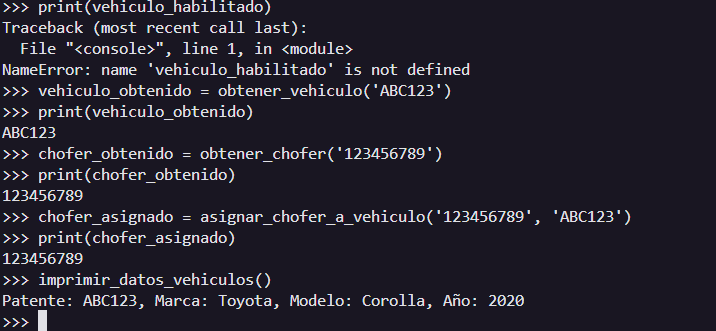 >>> print(vehiculo_habilitado)
Traceback (most recent call last):
  File "<console>", line 1, in <module>
NameError: name 'vehiculo_habilitado' is not defined
>>> vehiculo_obtenido = obtener_vehiculo('ABC123')
>>> print(vehiculo_obtenido)
ABC123
>>> chofer_obtenido = obtener_chofer('123456789')
>>> print(chofer_obtenido)
123456789
>>> chofer_asignado = asignar_chofer_a_vehiculo('123456789', 'ABC123')
>>> print(chofer_asignado)
123456789
>>> imprimir_datos_vehiculos()
Patente: ABC123, Marca: Toyota, Modelo: Corolla, Año: 2020
>>>